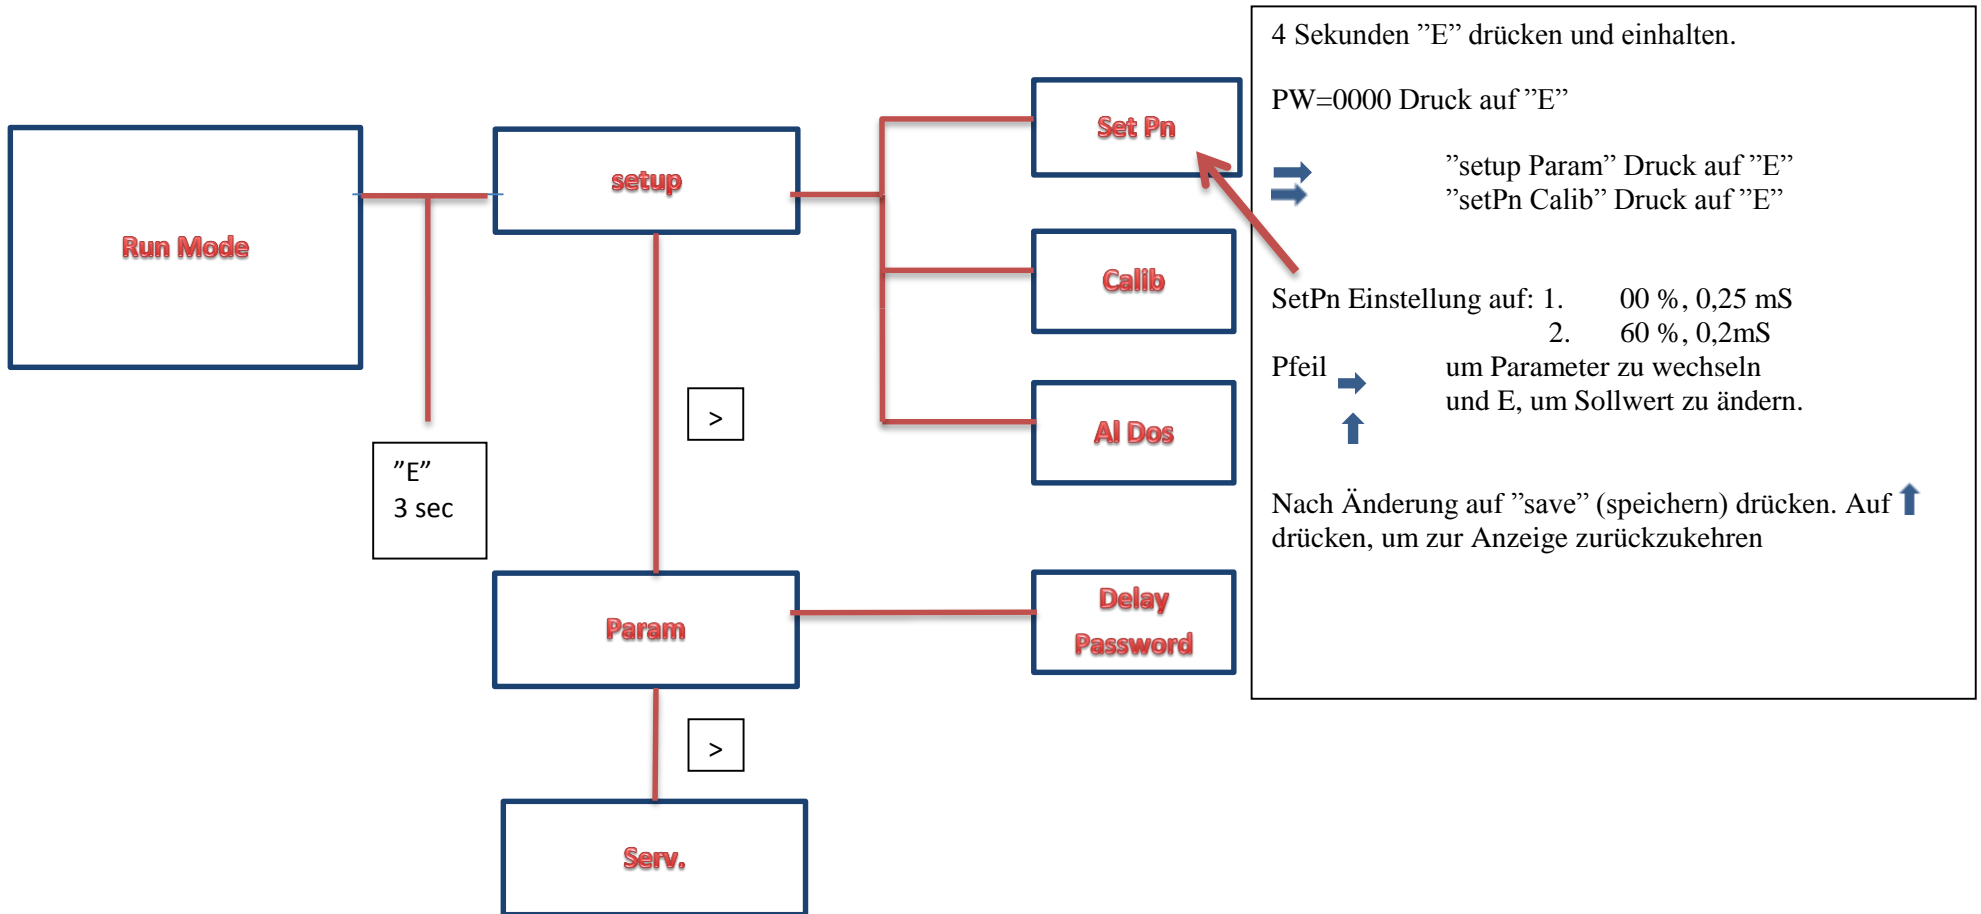 Run Mode
"E"
3 sec
setup
>
Param
>
Serv.
Set Pn
Calib
Al Dos
Delay
Password
4 Sekunden ”E” drücken und einhalten.
PW=0000 Druck auf ”E”
”setup Param” Druck auf ”E”
”setPn Calib” Druck auf ”E”
SetPn Einstellung auf: 1. 00 %, 0,25 mS
2. 60 %, 0,2mS
Pfeil um Parameter zu wechseln
und E, um Sollwert zu ändern.
Nach Änderung auf ”save” (speichern) drücken. Auf
drücken, um zur Anzeige zurückzukehren